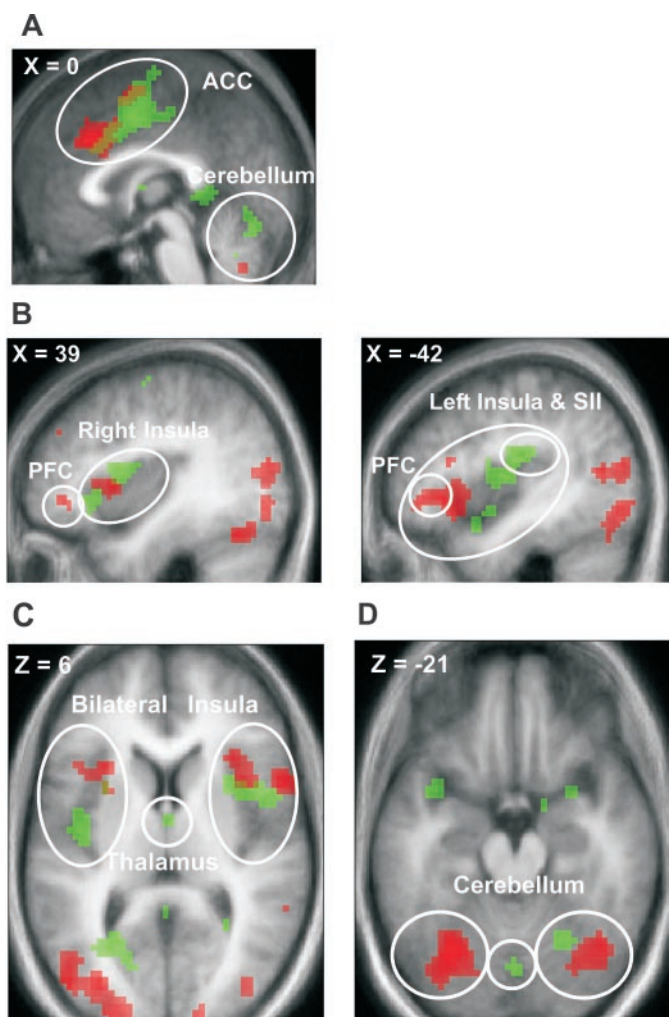 A
X = 0
ACC
Cerebellum
B
X = 39
Right Insula
PFC
X = -42
Left Insula & SII
PFC
C
Z = 6
Bilateral Insula
Thalamus
D
Z = -21
Cerebellum